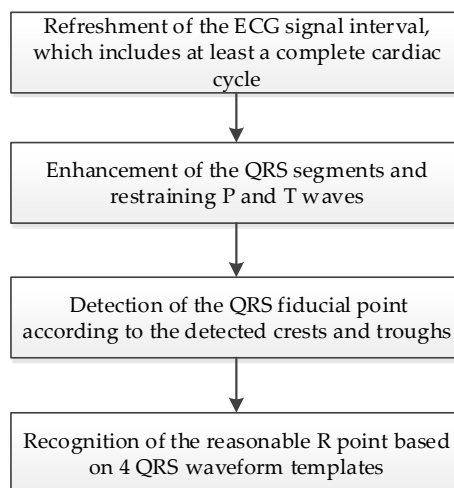 Refreshment of the ECG signal interval,
which includes at least a complete cardiac
cycle
Enhancement of the QRS segments and
restraining P and T waves
Detection of the QRS fiducial point
according to the detected crests and troughs
Recognition of the reasonable R point based
on 4 QRS waveform templates